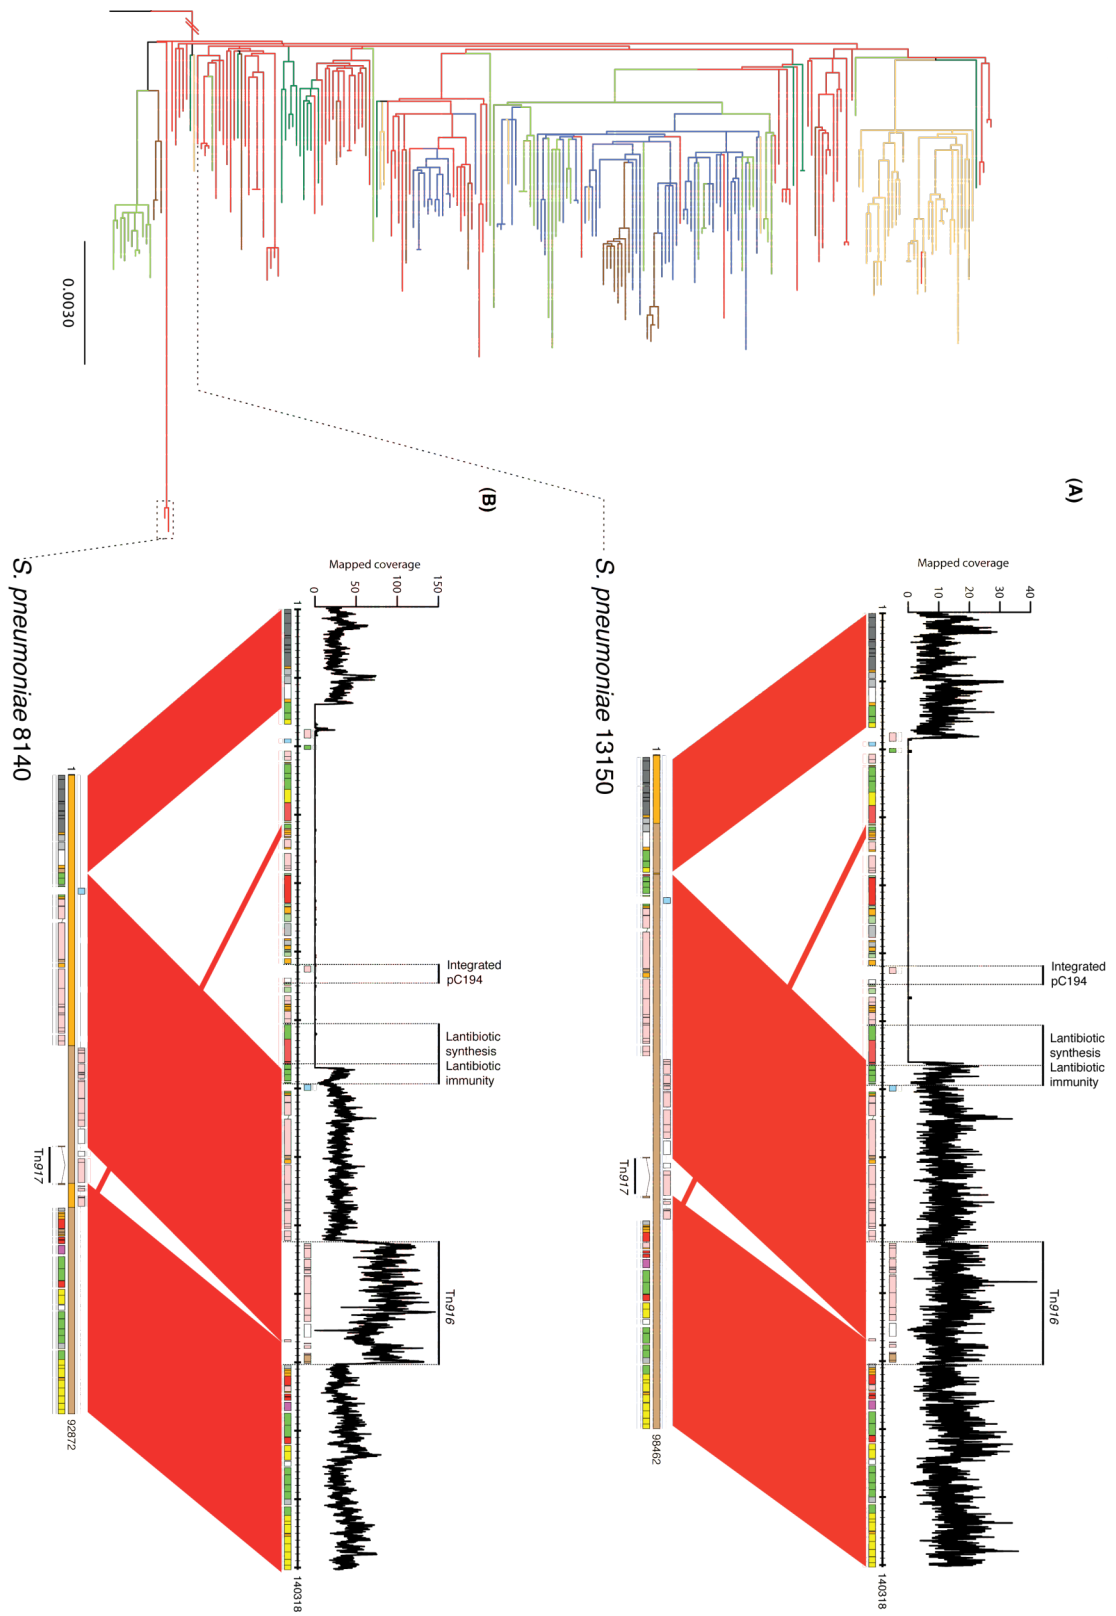 0.0030
(A)
Mapped coverage
0
10
20
30
40
1
Integrated
pC194
Lantibiotic
synthesis
Lantibiotic
immunity
Tn916
140318
S. pneumoniae 13150
1
Tn917
98462
(B)
Mapped coverage
0
50
100
150
1
Integrated
pC194
Lantibiotic
synthesis
Lantibiotic
immunity
Tn916
140318
S. pneumoniae 8140
1
Tn917
92872